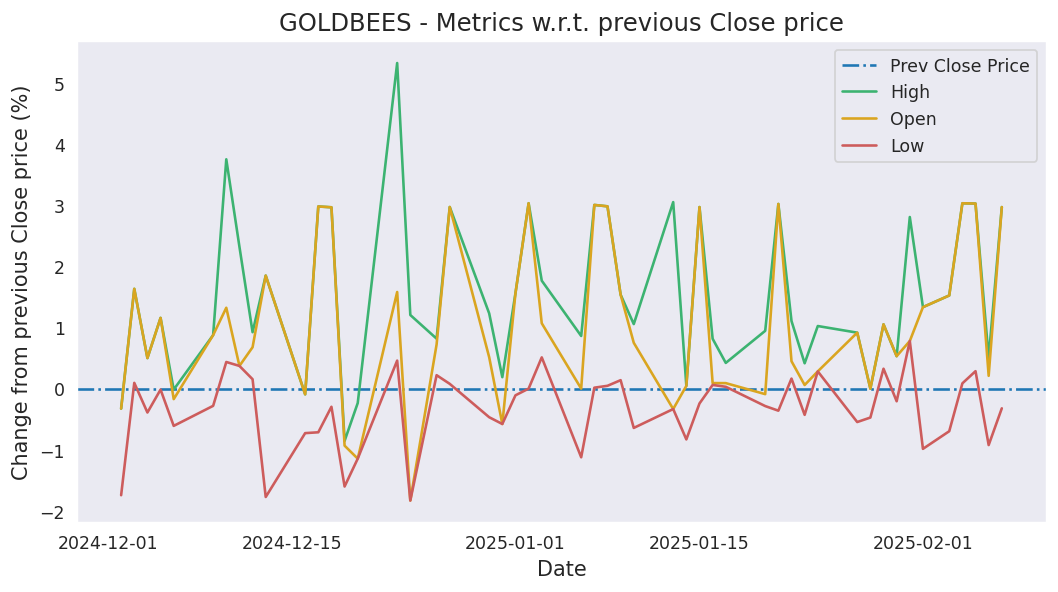 GOLDBEES - Metrics w.r.t. previous Close price
Prev Close Price
High
Open
Low
Change from previous Close price (%)
5
4
3
2
1
0
−1
−2
2024-12-01
2024-12-15
2025-01-01
2025-01-15
2025-02-01
Date